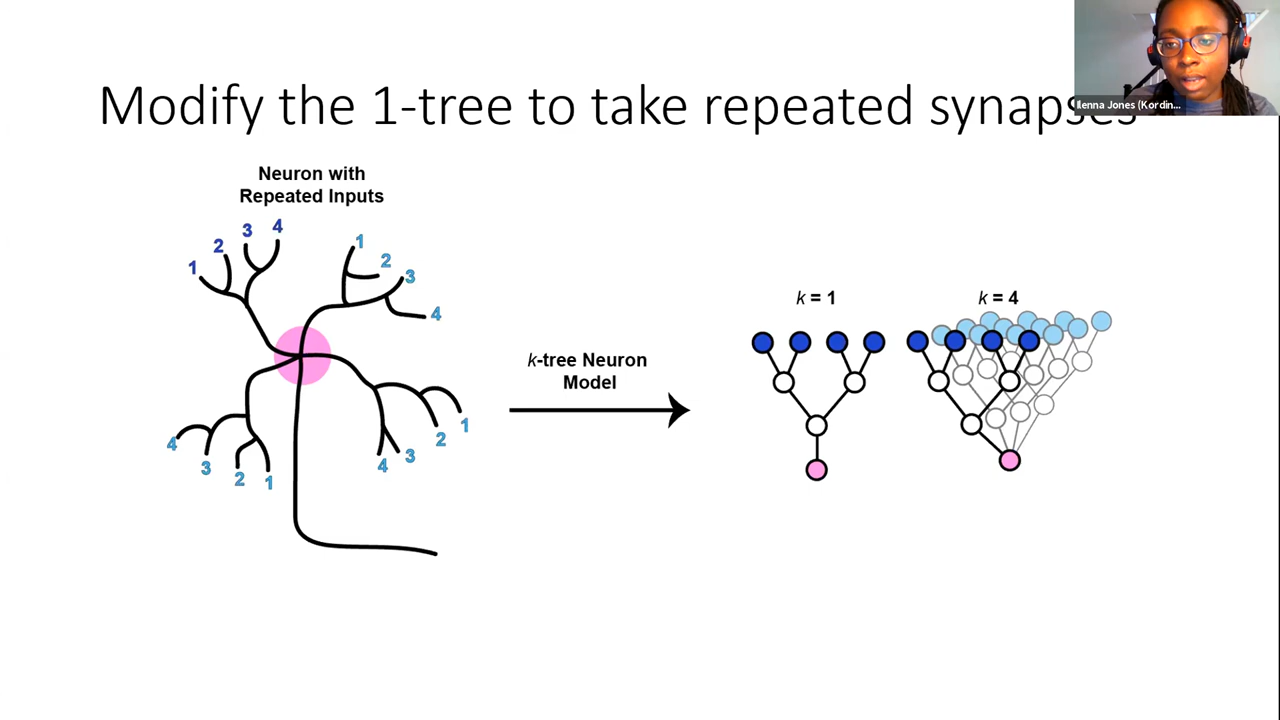 Modify the 1-tree to take repeated synapses
Ilenna Jones (Kordin...
Neuron with
Repeated Inputs
1
2
3
4
1
2
3
4
4
3
2
1
4
3
2
1
k-tree Neuron
Model
k = 1
k = 4